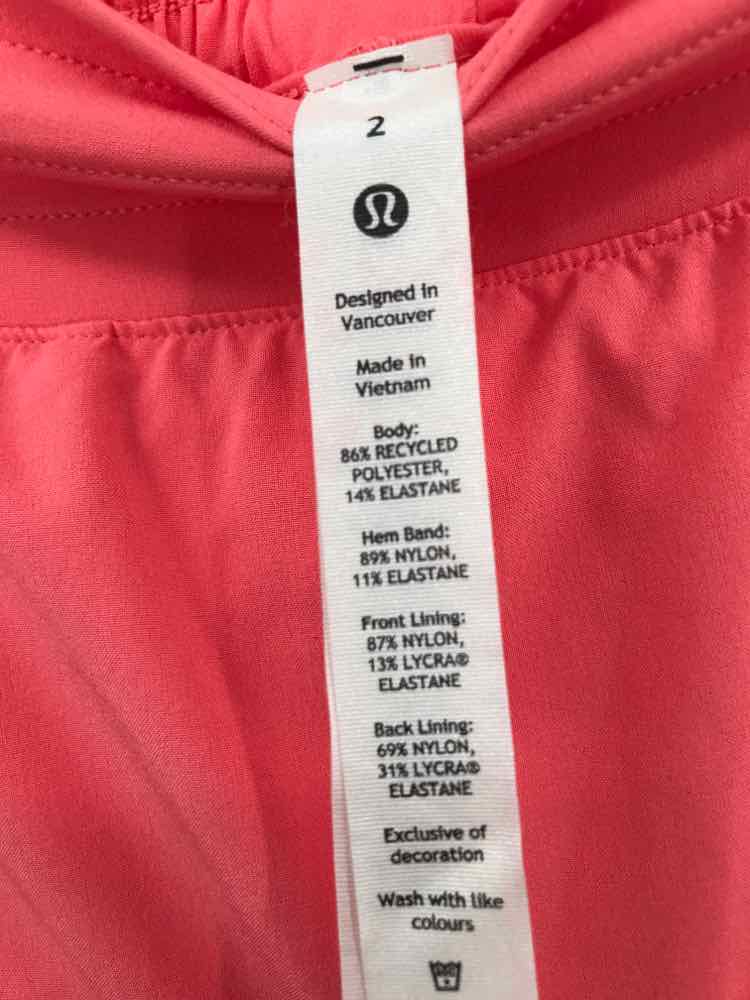 2
Designed in
Vancouver
Made in
Vietnam
Body:
86% RECYCLED
POLYESTER,
14% ELASTANE
Hem Band:
89% NYLON,
11% ELASTANE
Front Lining:
87% NYLON,
13% LYCRA®
ELASTANE
Back Lining:
69% NYLON,
31% LYCRA®
ELASTANE
Exclusive of
decoration
Wash with like
colours